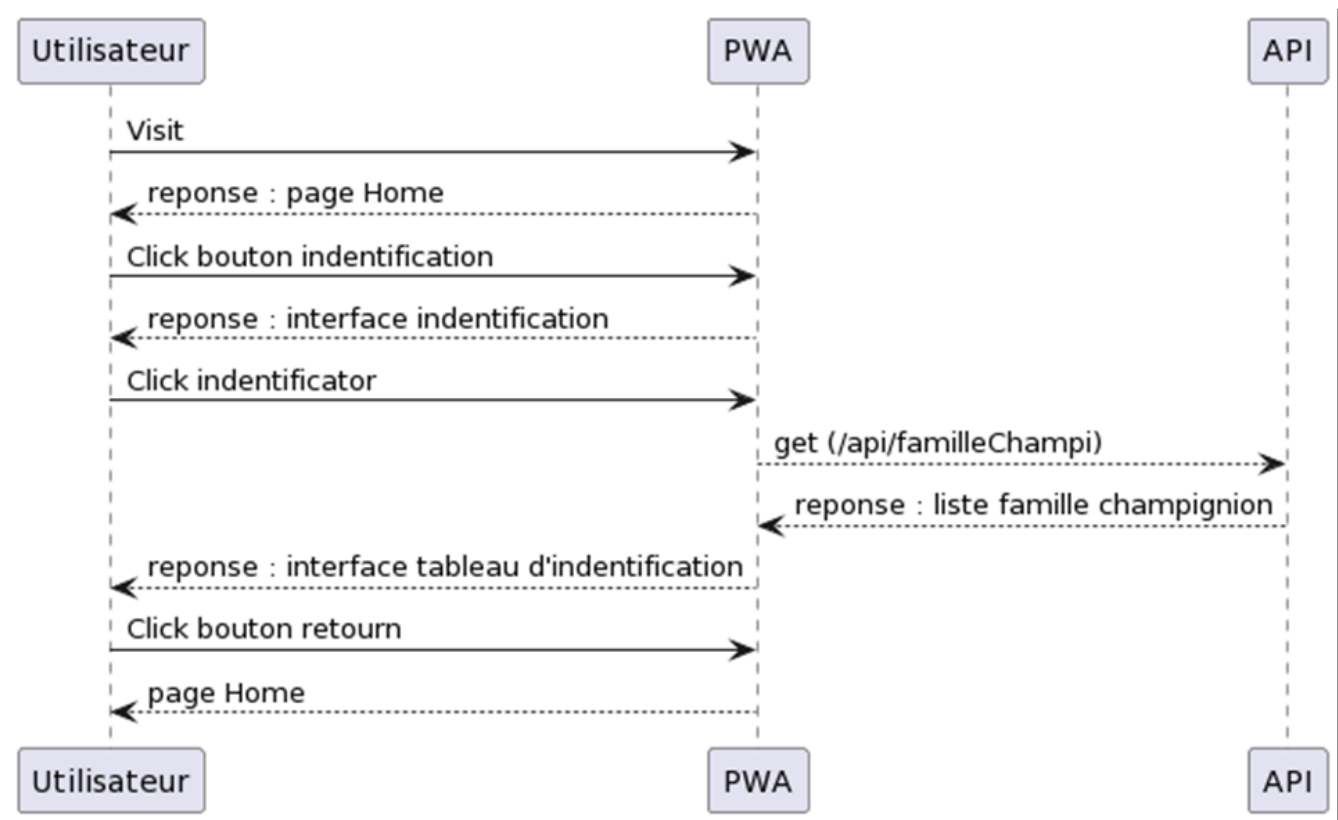 Utilisateur
PWA
API
Visit
reponse : page Home
Click bouton indentification
reponse : interface indentification
Click indentificator
get (/api/familleChampi)
reponse : liste famille champignion
reponse : interface tableau d'indentification
Click bouton retourn
page Home
Utilisateur
PWA
API